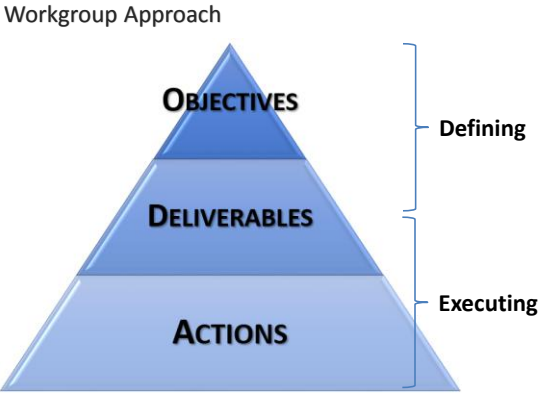 Workgroup Approach
OBJECTIVES
Defining
DELIVERABLES
Executing
ACTIONS